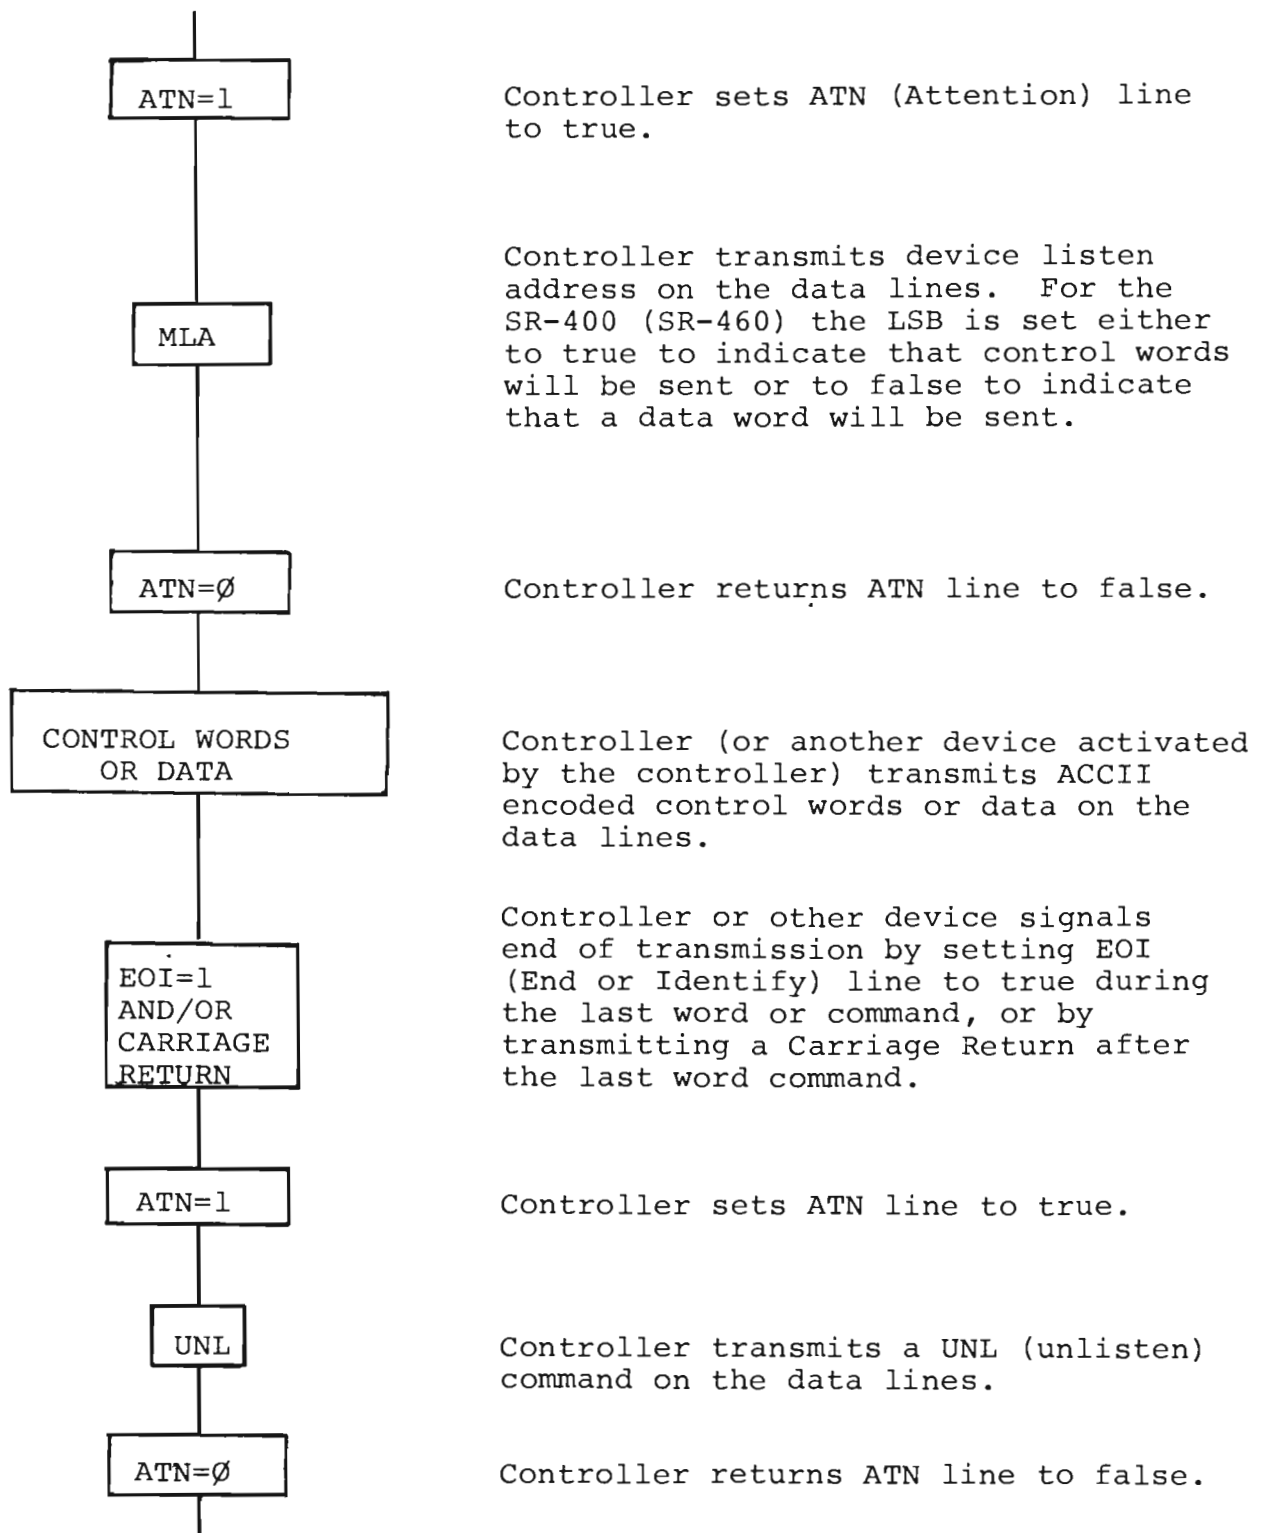 ATN=1
Controller sets ATN (Attention) line
to true.
MLA
Controller transmits device listen
address on the data lines. For the
SR-400 (SR-460) the LSB is set either
to true to indicate that control words
will be sent or to false to indicate
that a data word will be sent.
ATN=Ø
Controller returns ATN line to false.
CONTROL WORDS
OR DATA
Controller (or another device activated
by the controller) transmits ACCII
encoded control words or data on the
data lines.
EOI=1
AND/OR
CARRIAGE
RETURN
Controller or other device signals
end of transmission by setting EOI
(End or Identify) line to true during
the last word or command, or by
transmitting a Carriage Return after
the last word command.
ATN=1
Controller sets ATN line to true.
UNL
Controller transmits a UNL (unlisten)
command on the data lines.
ATN=Ø
Controller returns ATN line to false.